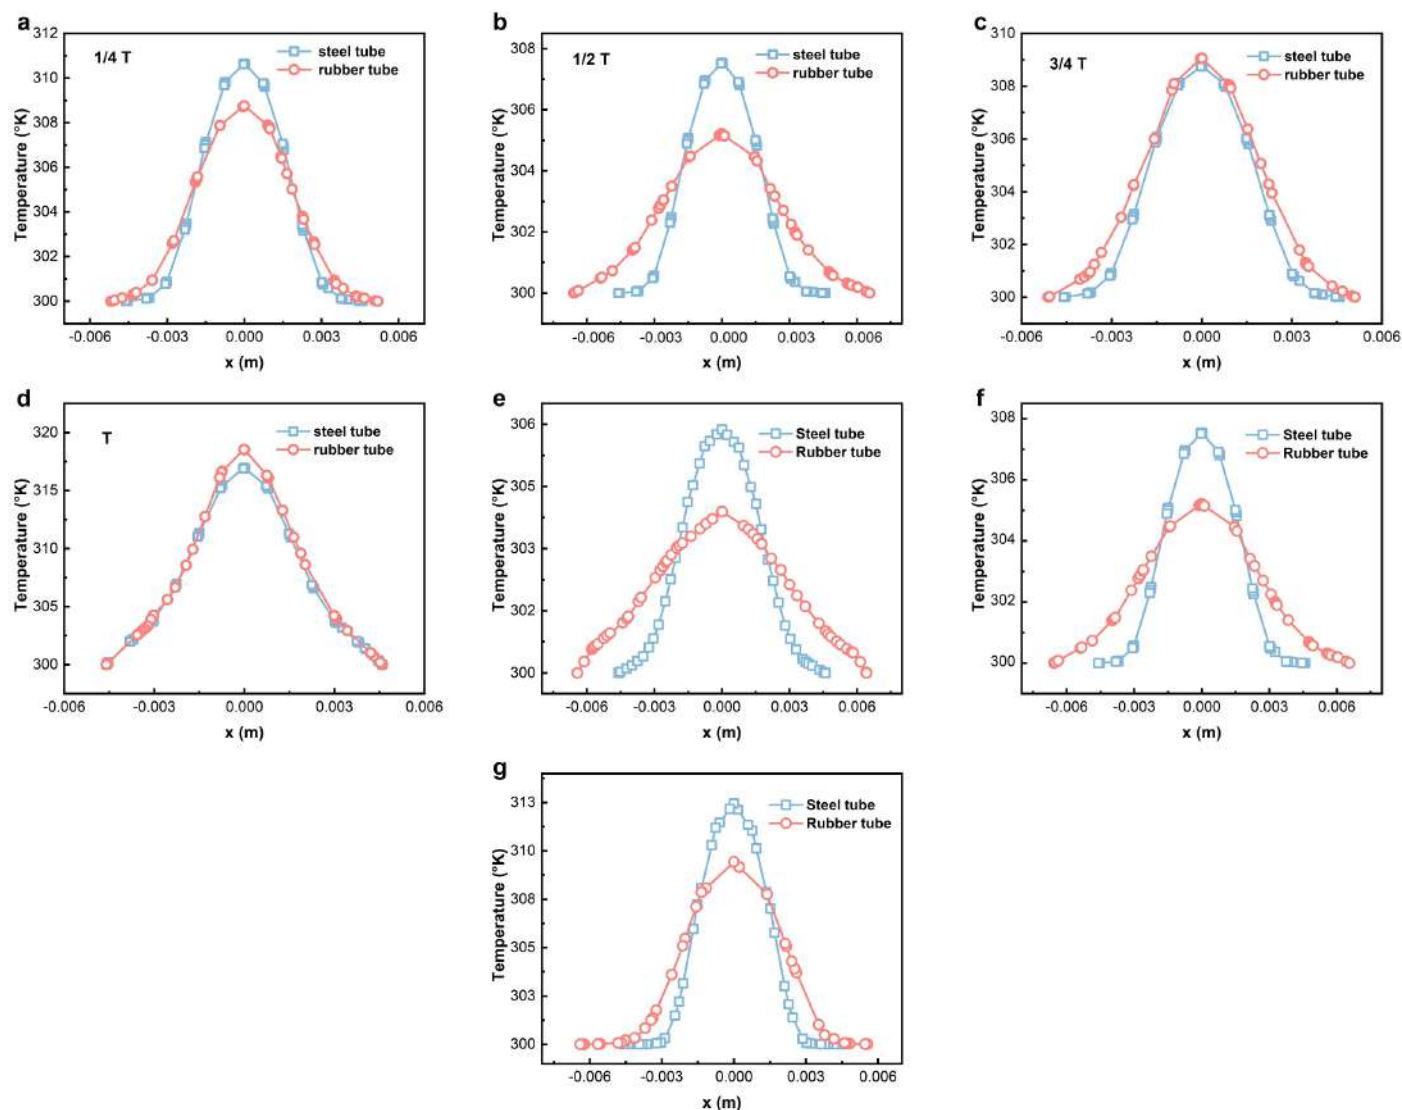 a
1/4 T
steel tube
rubber tube
312
310
308
306
304
302
300
Temperature (°K)
-0.006 -0.003 0.000 0.003 0.006
x (m)
b
1/2 T
steel tube
rubber tube
308
306
304
302
300
Temperature (°K)
-0.006 -0.003 0.000 0.003 0.006
x (m)
c
3/4 T
steel tube
rubber tube
310
308
306
304
302
300
Temperature (°K)
-0.006 -0.003 0.000 0.003 0.006
x (m)
d
T
steel tube
rubber tube
320
315
310
305
300
Temperature (°K)
-0.006 -0.003 0.000 0.003 0.006
x (m)
e
Steel tube
Rubber tube
306
305
303
302
300
Temperature (°K)
-0.006 -0.003 0.000 0.003 0.006
x (m)
f
Steel tube
Rubber tube
308
306
304
302
300
Temperature (°K)
-0.006 -0.003 0.000 0.003 0.006
x (m)
g
Steel tube
Rubber tube
313
310
308
305
303
300
Temperature (°K)
-0.006 -0.003 0.000 0.003 0.006
x (m)